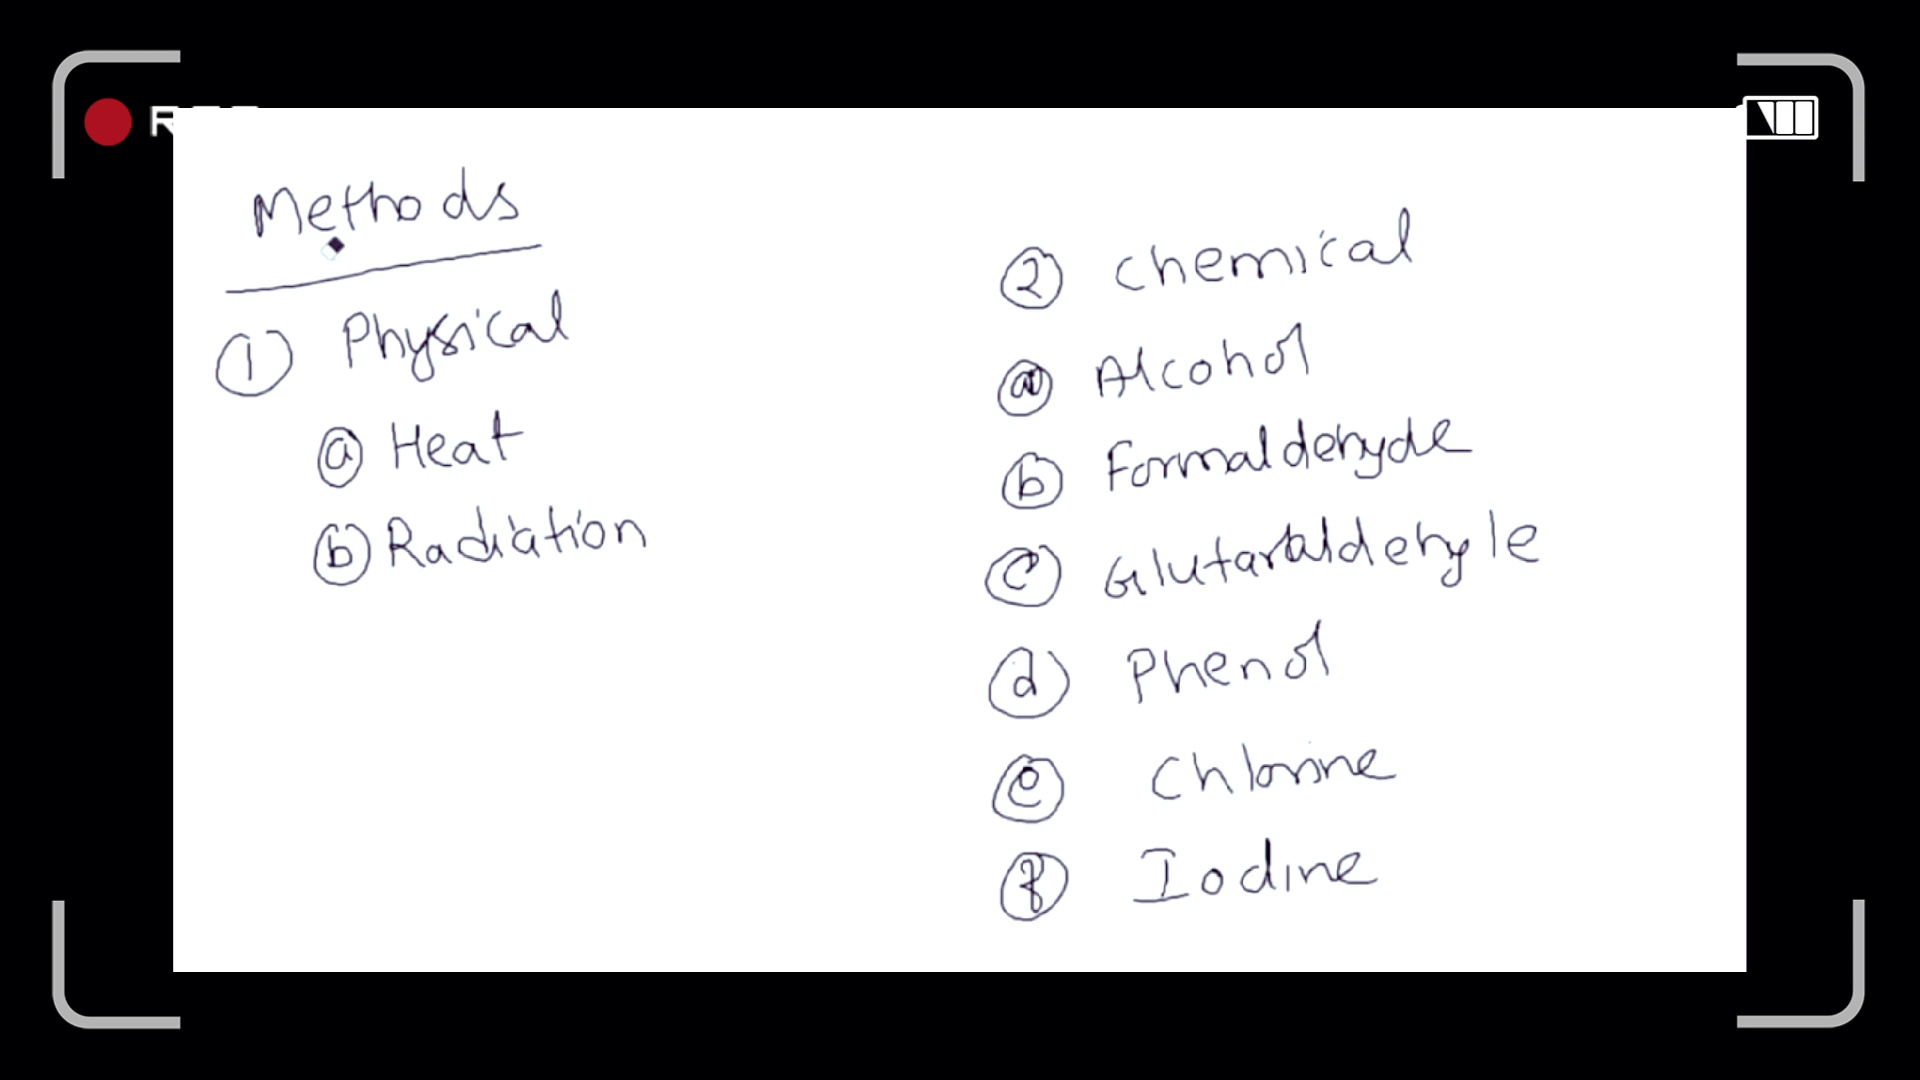 Methods
① Physical
ⓐ Heat
ⓑ Radiation
② Chemical
ⓐ Alcohol
ⓑ Formaldehyde
ⓒ Glutaraldehyle
ⓓ Phenol
ⓔ Chlorine
ⓕ Iodine